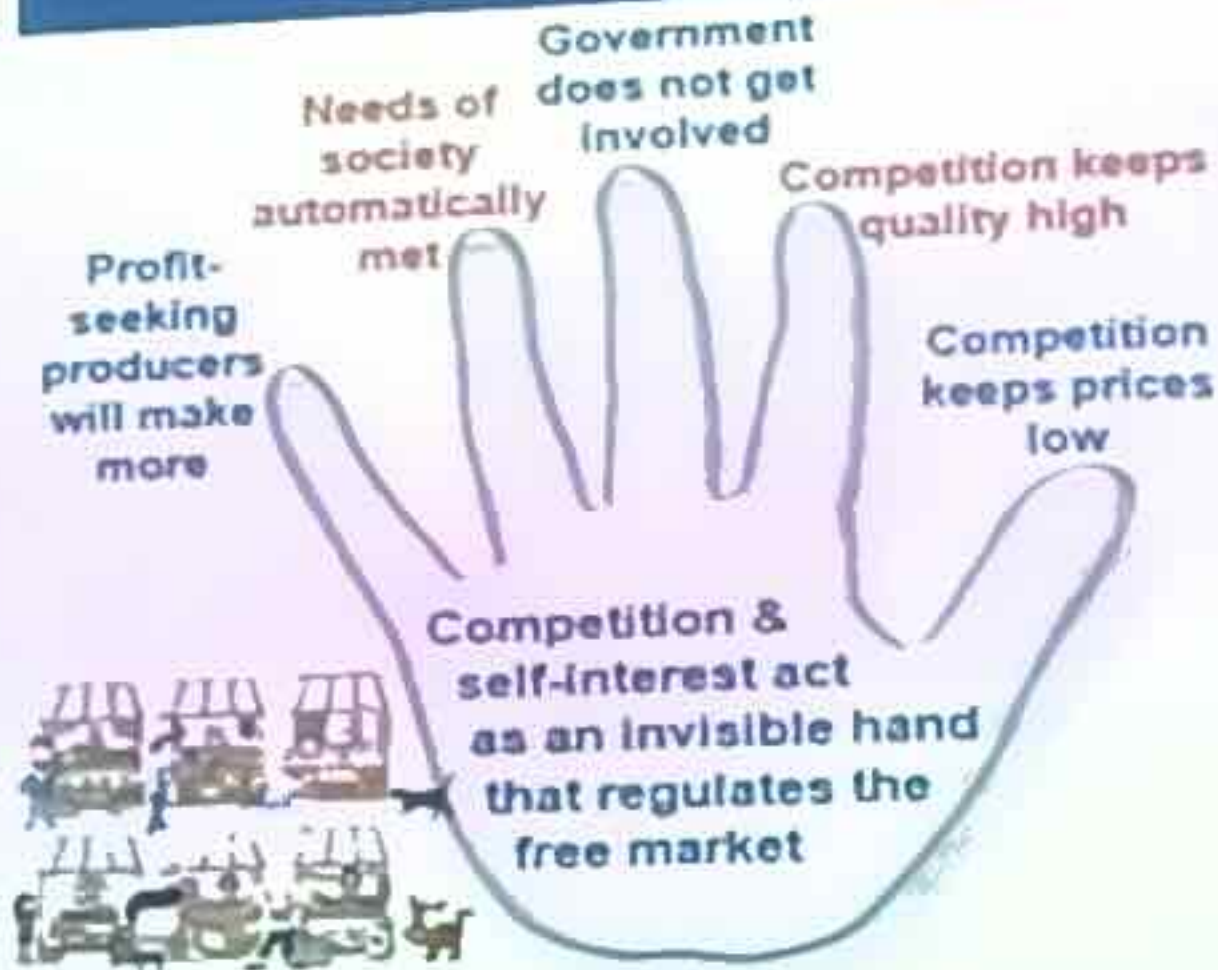 Government
does not get
involved
Needs of
society
automatically
met
Competition keeps
quality high
Profit-
seeking
producers
will make
more
Competition
keeps prices
low
Competition &
self-interest act
as an invisible hand
that regulates the
free market